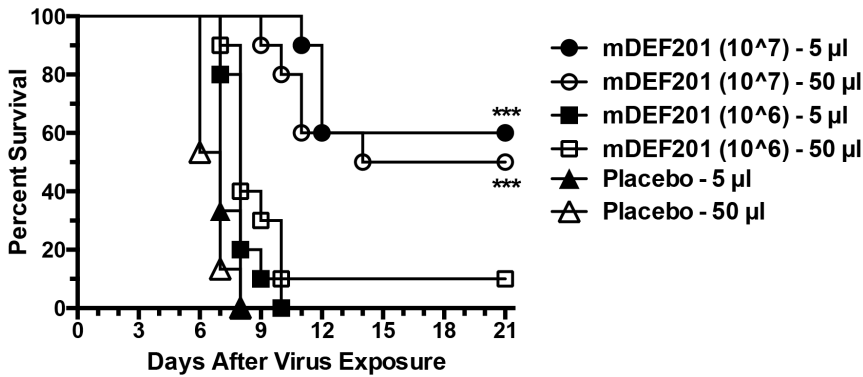 100
80
60
40
20
0
Percent Survival
***
***
0 3 6 9 12 15 18 21
Days After Virus Exposure
mDEF201 (10^7) - 5 µl
mDEF201 (10^7) - 50 µl
mDEF201 (10^6) - 5 µl
mDEF201 (10^6) - 50 µl
Placebo - 5 µl
Placebo - 50 µl